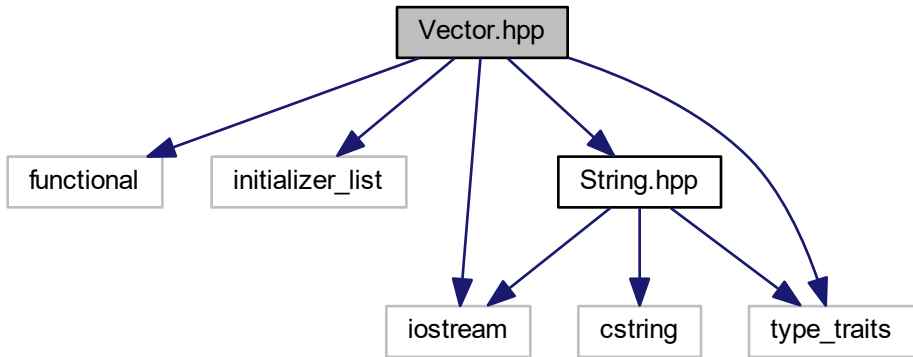 Vector.hpp
functional
initializer_list
String.hpp
iostream
cstring
type_traits